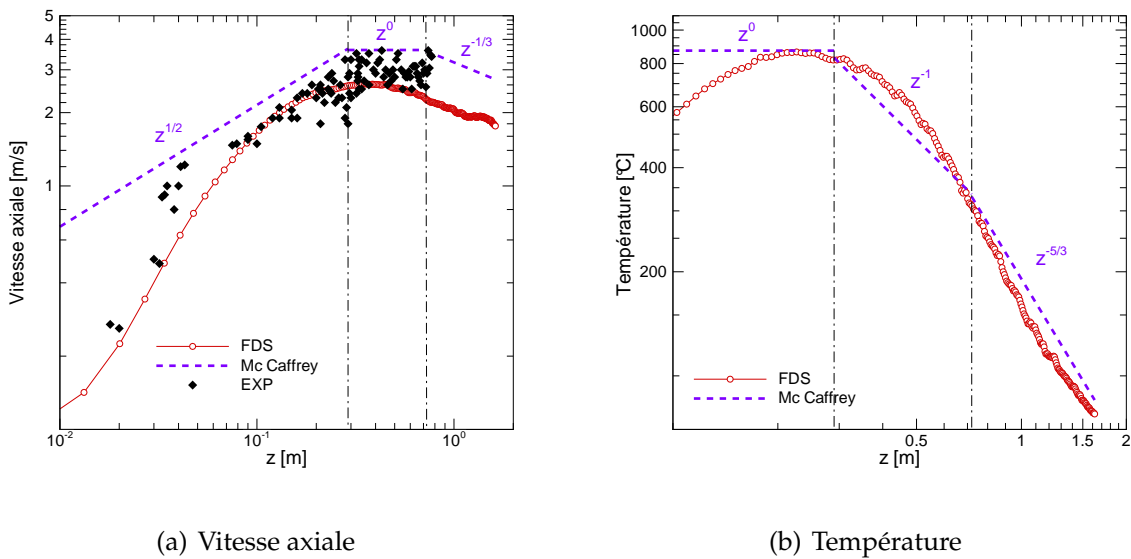 Vitesse axiale [m/s]
5
4
3
2
1
z^1/2
z^0
z^-1/3
FDS
Mc Caffrey
EXP
10^-2
10^-1
10^0
z [m]
(a) Vitesse axiale
Température [°C]
1000
800
600
400
200
z^0
z^-1
z^-5/3
FDS
Mc Caffrey
0.5
1
1.5
2
z [m]
(b) Température